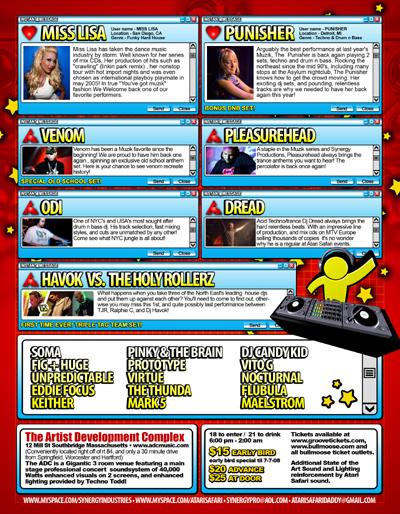 INSTANT MESSAGE
MISS LISA
User name - MISS LISA
Location - San Diego, CA
Genre - Funky Hard House
Miss Lisa has taken the dance music
industry by storm. Well known for her series
of mix CDs, Her production of hits such as
"crawling" (linkin park remix) , her nonstop
tour with hot import nights and was even
chosen as international playboy playmate in
may 2005! In true "You've got muzik"
fashion We Welcome back one of our
favorite performers.
Send Close
INSTANT MESSAGE
PUNISHER
User name - PUNISHER
Location - Detroit, MI
Genre - Techno & Drum n Bass
Arguably the best performance at last year's
Muzik, The Punisher is back again playing 2
sets, techno and drum n bass. Rocking the
northeast since the mid 90's, including many
stops at the Asylum nightclub, The Punisher
knows how to get the crowd moving. Her
exciting dj sets, and pounding, relentless
tracks are why we needed to have her back
again this year!
BONUS DNB SET!
Send Close
INSTANT MESSAGE
VENOM
Venom has been a Muzik favorite since the
beginning! We are proud to have him back once
again , spinning an exclusive old school anthem
set. Here is your chance to see venom recreate
history!
SPECIAL OLD SCHOOL SET!
Send Close
INSTANT MESSAGE
PLEASUREHEAD
A staple in the Muzik series and Synergy
Productions, Pleasurehead always brings the
trance anthems you want to hear!! The
percolator is back once again!
Send Close
INSTANT MESSAGE
ODI
One of NYC's and USA's most sought after
drum n bass dj. His track selection, fast mixing
styles, and cuts are unmatched by any other!
Come see what NYC jungle is all about!
Send Close
INSTANT MESSAGE
DREAD
Acid Techno/trance Dj Dread always brings the
hard relentless beats. With an impressive line
of production, and mix cds on MTV Europe
selling thousands of copies it's no wonder
why he is a regular at Atari Safari events.
INSTANT MESSAGE
HAVOK VS. THE HOLY ROLLERZ
What happens when you take three of the North East's leading house djs
and put them up against each other? You'll need to come to find out, other-
wise you may miss this 1st, and quite possibly last performance between
TJR, Ralphie C, and Dj Havok!
FIRST TIME EVER! TRIPLE TAG TEAM SET!
Send Close
SOMA
FIG + HUGE
UNPREDICTABLE
EDDIE FOCUS
KEITHER
PINKY & THE BRAIN
PROTOTYPE
VIRTUE
THE THUNDA
MARK 5
DJ CANDY KID
VITO G
NOCTURNAL
FLUBULA
MAELSTROM
The Artist Development Complex
12 Mill St Southbridge Massachusetts • www.adcmusic.com
(Conveniently located right off of rt 84, and only a 30 minute drive
from Springfield, Worcester and Hartford)
The ADC is a Gigantic 3 room venue featuring a main
stage professional concert soundsystem of 40,000
Watts enhanced visuals on 2 screens, and enhanced
lighting provided by Techno Todd!
18 to enter / 21 to drink
6:00 pm - 2:00 am
$15 EARLY BIRD
early bird special til 7-7-08
$20 ADVANCE
$25 AT DOOR
Tickets available at
www.groovetickets.com,
www.bullmoose.com and
all bullmoose ticket outlets.
Additional State of the
Art Sound and Lighting
reinforcement by Atari
Safari sound.
WWW.MYSPACE.COM/SYNERGYINDUSTRIES • WWW.MYSPACE.COM/ATARISAFARI • SYNERGYPRO@AOL.COM • ATARISAFARIDADDY@GMAIL.COM